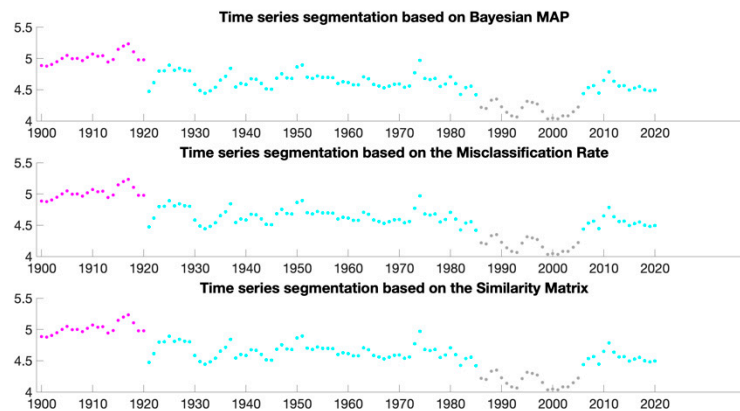 Time series segmentation based on Bayesian MAP
5.5
5
4.5
4
1900 1910 1920 1930 1940 1950 1960 1970 1980 1990 2000 2010 2020
Time series segmentation based on the Misclassification Rate
5.5
5
4.5
4
1900 1910 1920 1930 1940 1950 1960 1970 1980 1990 2000 2010 2020
Time series segmentation based on the Similarity Matrix
5.5
5
4.5
4
1900 1910 1920 1930 1940 1950 1960 1970 1980 1990 2000 2010 2020